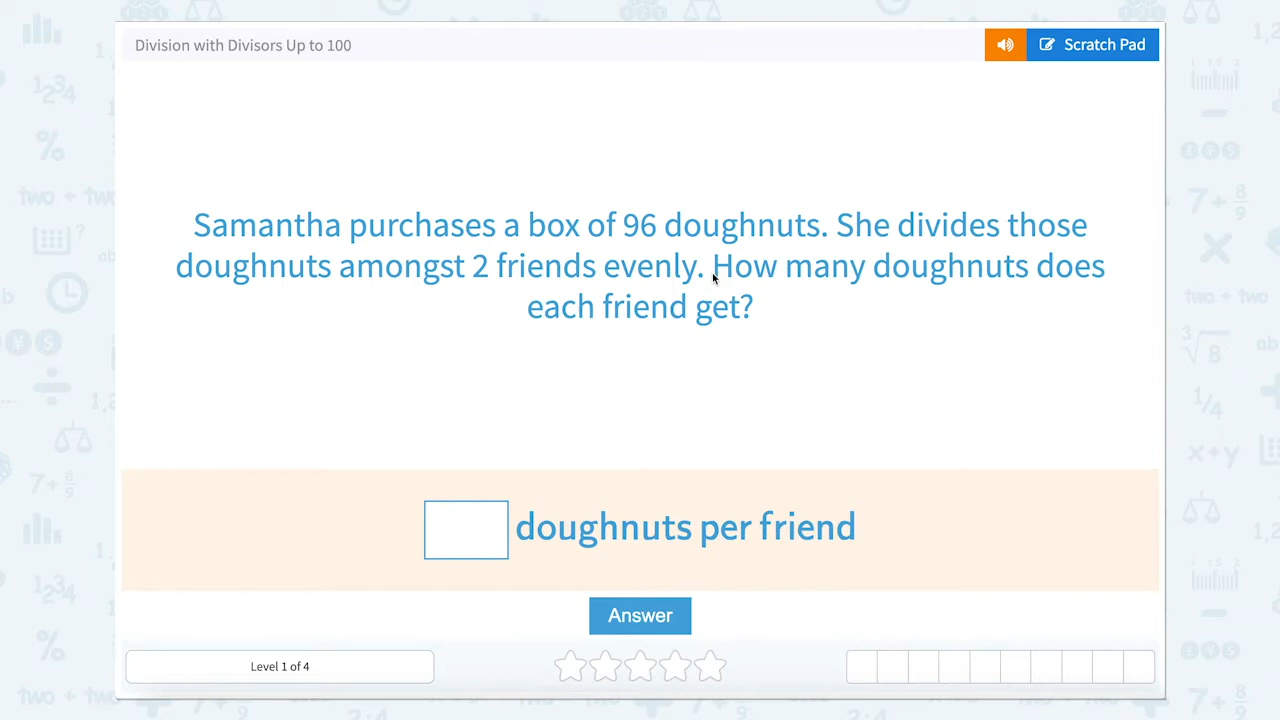 Division with Divisors Up to 100
Scratch Pad
Samantha purchases a box of 96 doughnuts. She divides those
doughnuts amongst 2 friends evenly. How many doughnuts does
each friend get?
doughnuts per friend
Answer
Level 1 of 4